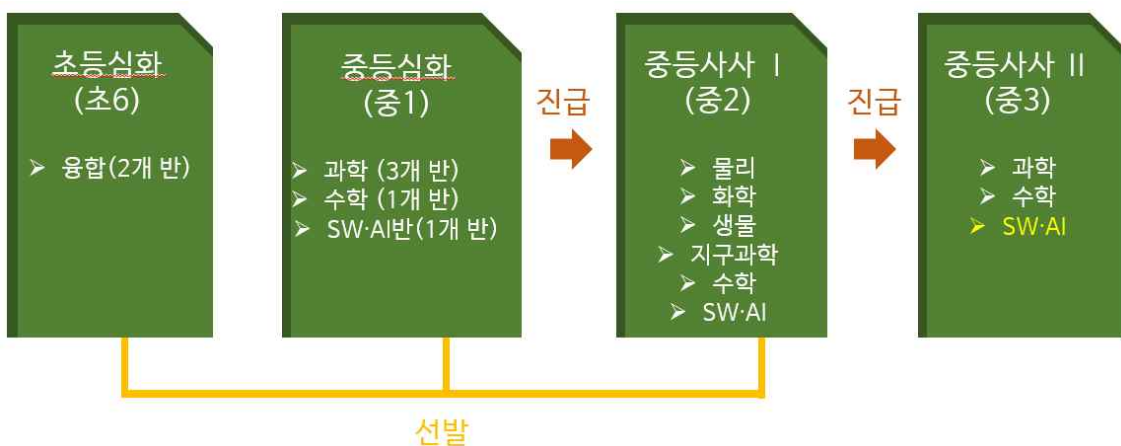 초등심화
(초6)
➢ 융합(2개 반)
중등심화
(중1)
➢ 과학 (3개 반)
➢ 수학 (1개 반)
➢ SW·AI반(1개 반)
진급
중등사사 Ⅰ
(중2)
➢ 물리
➢ 화학
➢ 생물
➢ 지구과학
➢ 수학
➢ SW·AI
진급
중등사사 Ⅱ
(중3)
➢ 과학
➢ 수학
➢ SW·AI
선발